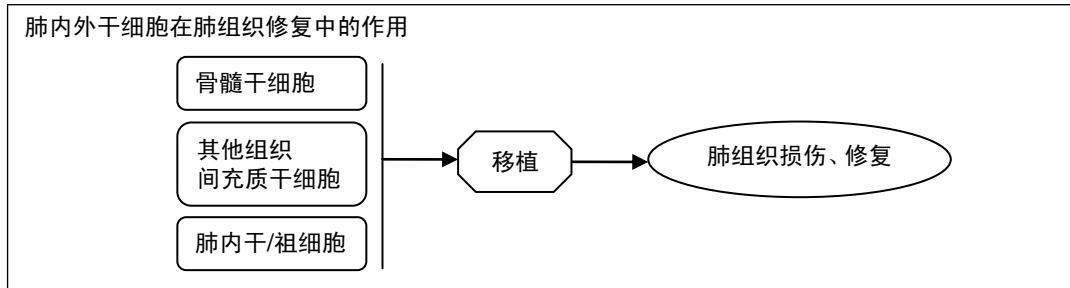 肺内外干细胞在肺组织修复中的作用
骨髓干细胞
其他组织
间充质干细胞
移植
肺组织损伤、修复
肺内干/祖细胞